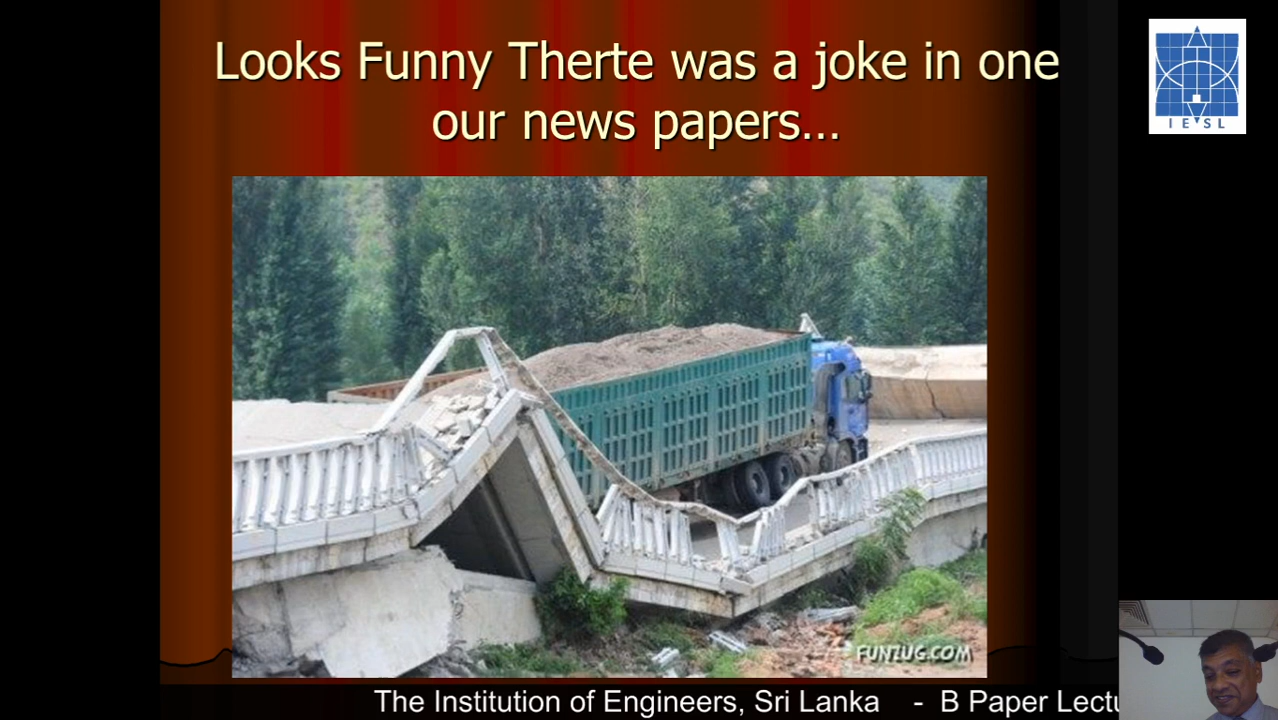 Looks Funny Therte was a joke in one
our news papers...
IESL
FUNZUG.COM
The Institution of Engineers, Sri Lanka - B Paper Lectu